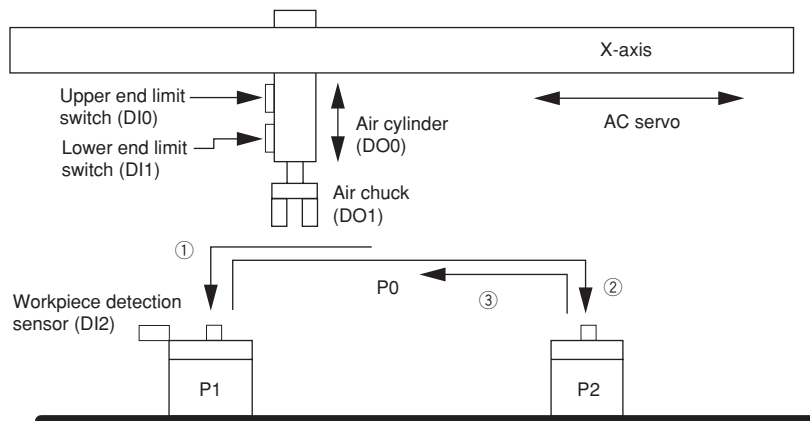 X-axis
Upper end limit
switch (DI0)
Air cylinder
(DO0)
AC servo
Lower end limit
switch (DI1)
Air chuck
(DO1)
①
P0
③
②
Workpiece detection
sensor (DI2)
P1
P2